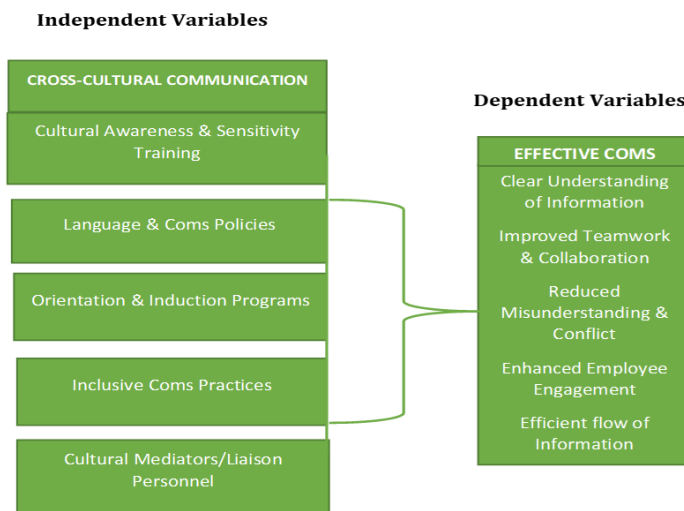 Independent Variables
CROSS-CULTURAL COMMUNICATION
Cultural Awareness & Sensitivity
Training
Language & Coms Policies
Orientation & Induction Programs
Inclusive Coms Practices
Cultural Mediators/Liaison
Personnel
Dependent Variables
EFFECTIVE COMS
Clear Understanding
of Information
Improved Teamwork
& Collaboration
Reduced
Misunderstanding &
Conflict
Enhanced Employee
Engagement
Efficient flow of
Information